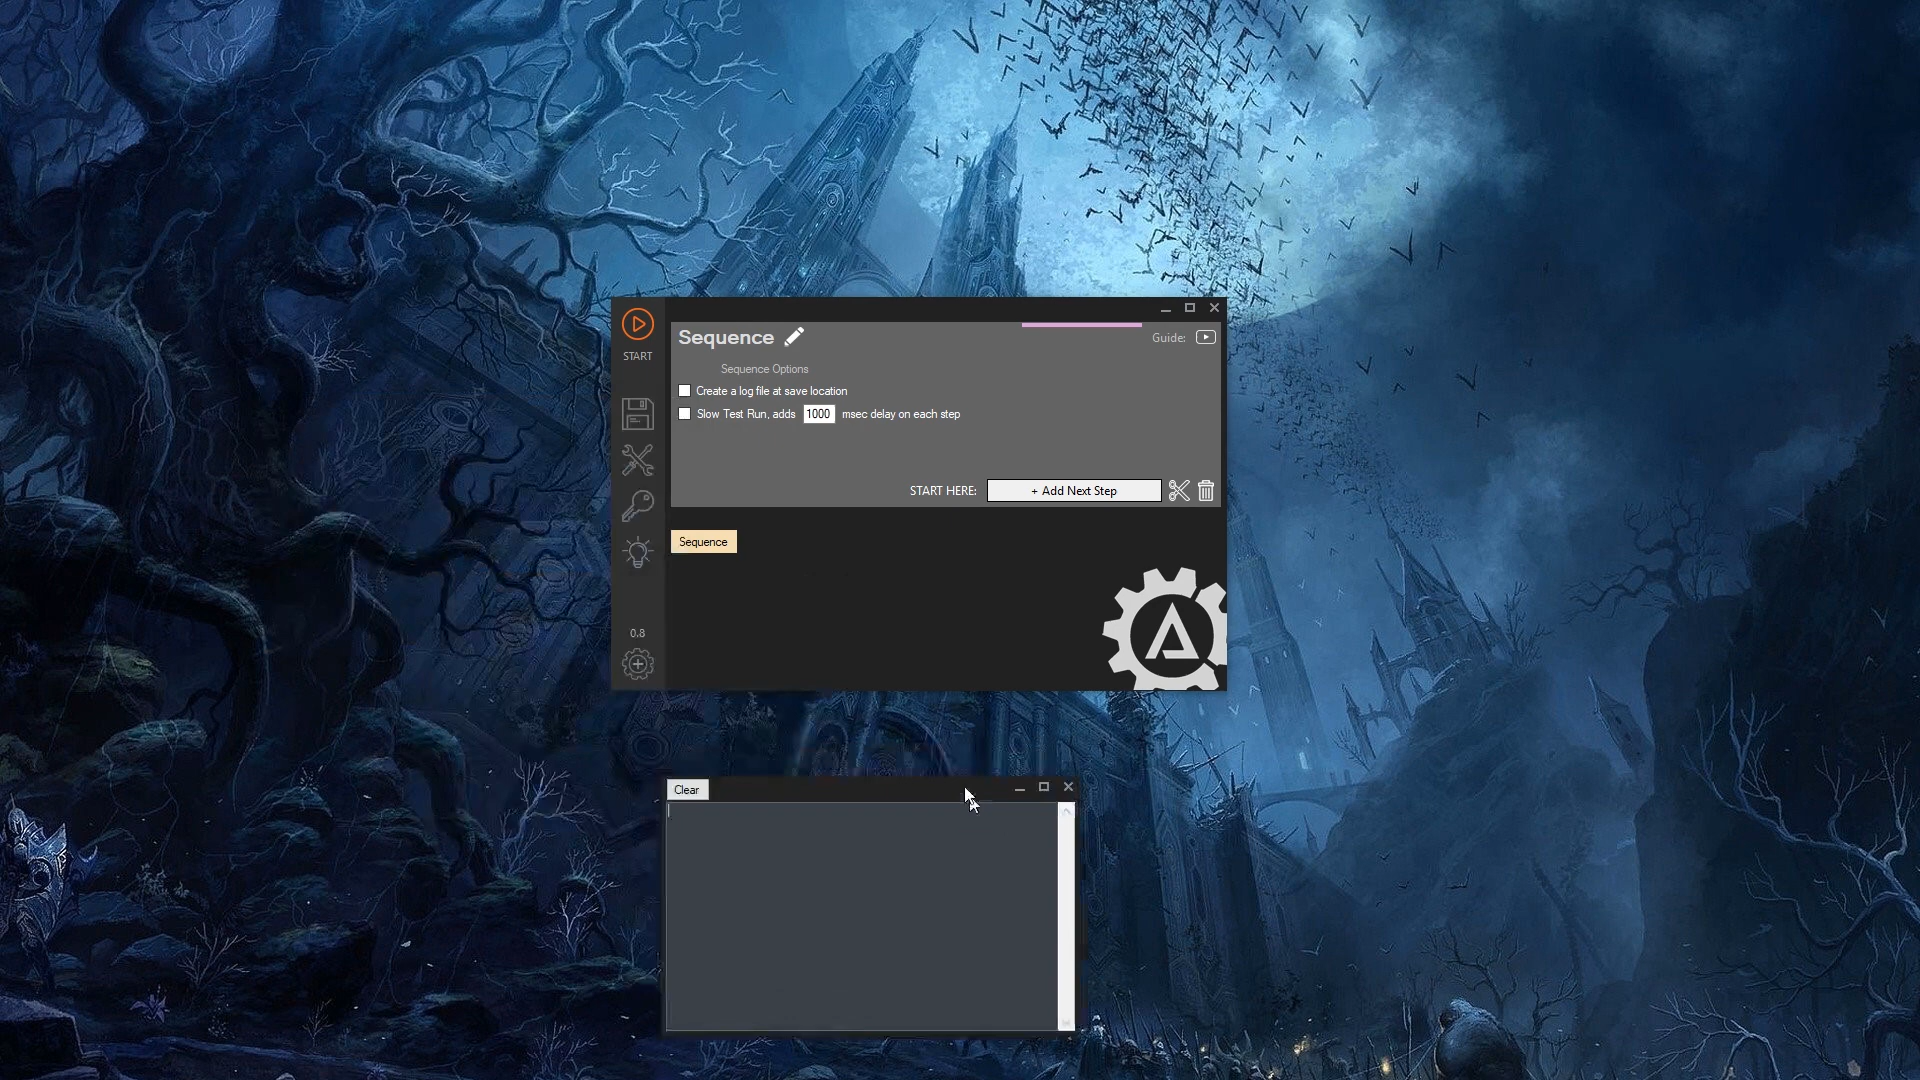 START
Sequence
Guide:
Sequence Options
Create a log file at save location
Slow Test Run, adds 1000 msec delay on each step
START HERE: + Add Next Step
Sequence
0.8
Clear